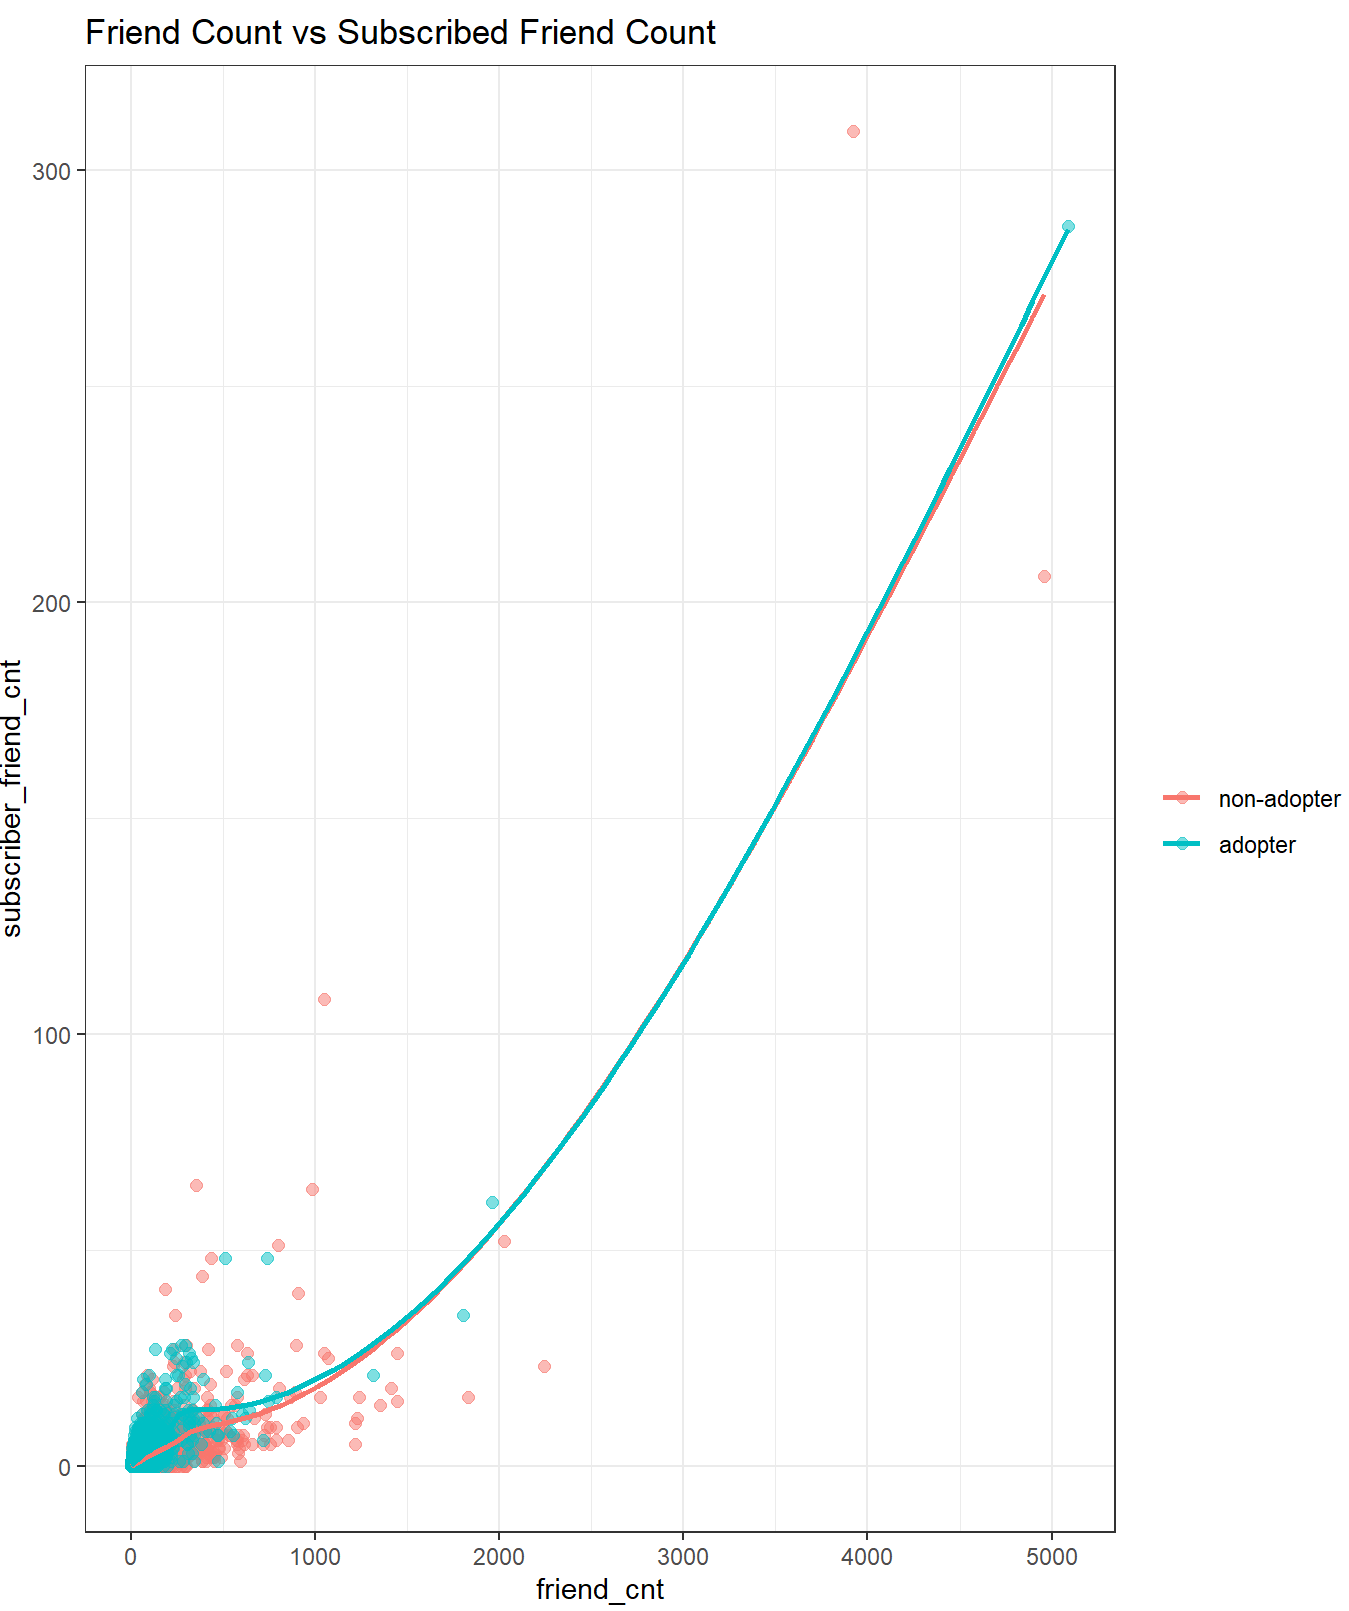 Friend Count vs Subscribed Friend Count
300
200
100
0
subscriber_friend_cnt
0 1000 2000 3000 4000 5000
friend_cnt
non-adopter
adopter